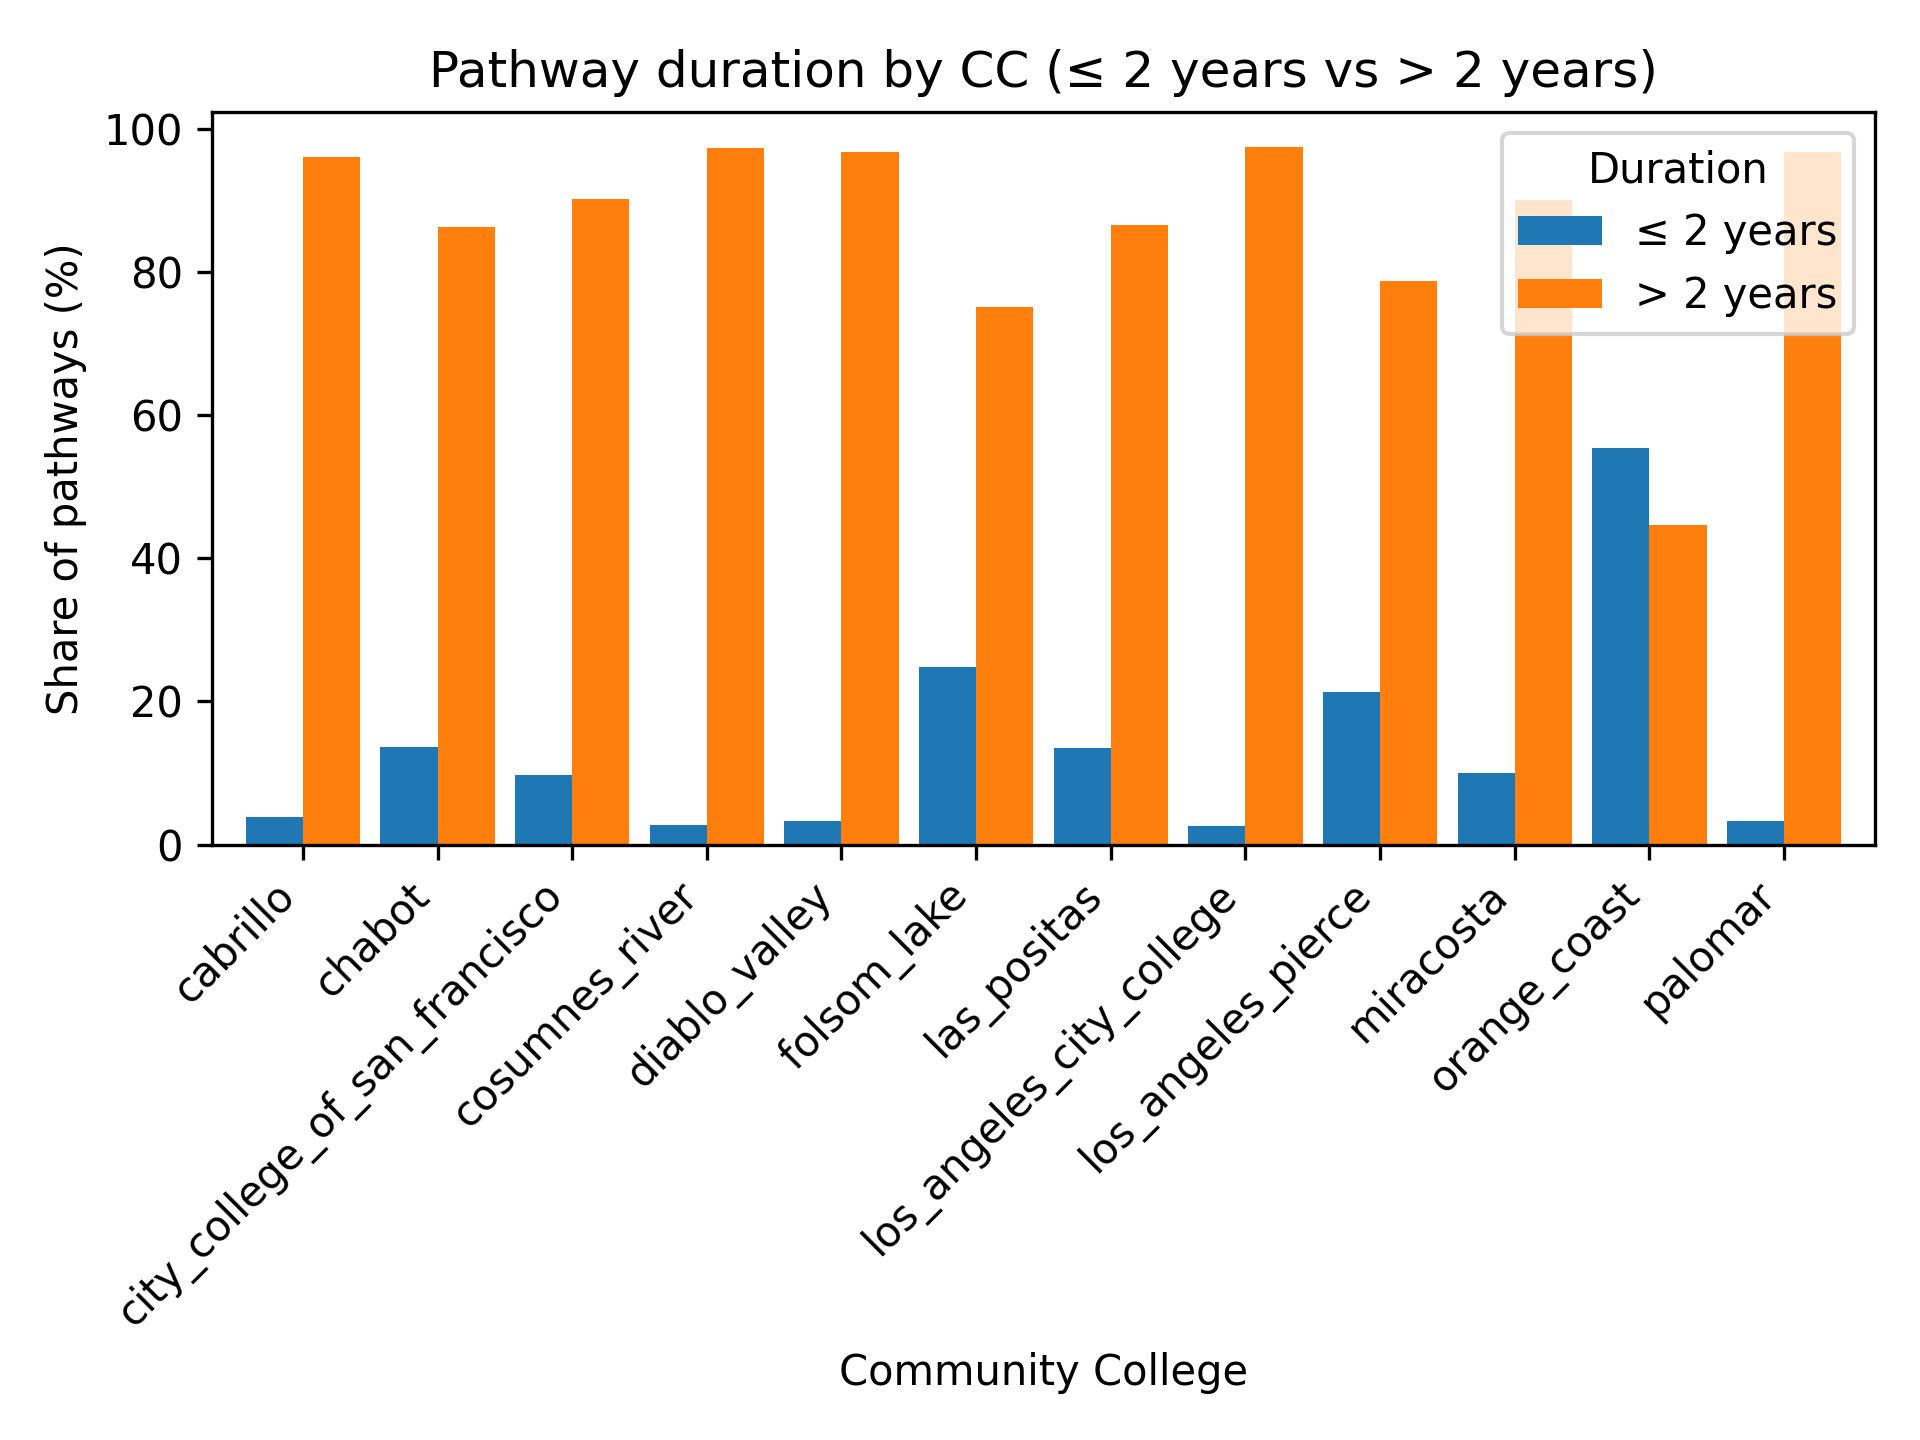 Pathway duration by CC (≤ 2 years vs > 2 years)
Share of pathways (%)
100
80
60
40
20
0
Duration
≤ 2 years
> 2 years
cabrillo
chabot
city_college_of_san_francisco
cosumnes_river
diablo_valley
folsom_lake
las_positas
los_angeles_city_college
los_angeles_pierce
miracosta
orange_coast
palomar
Community College